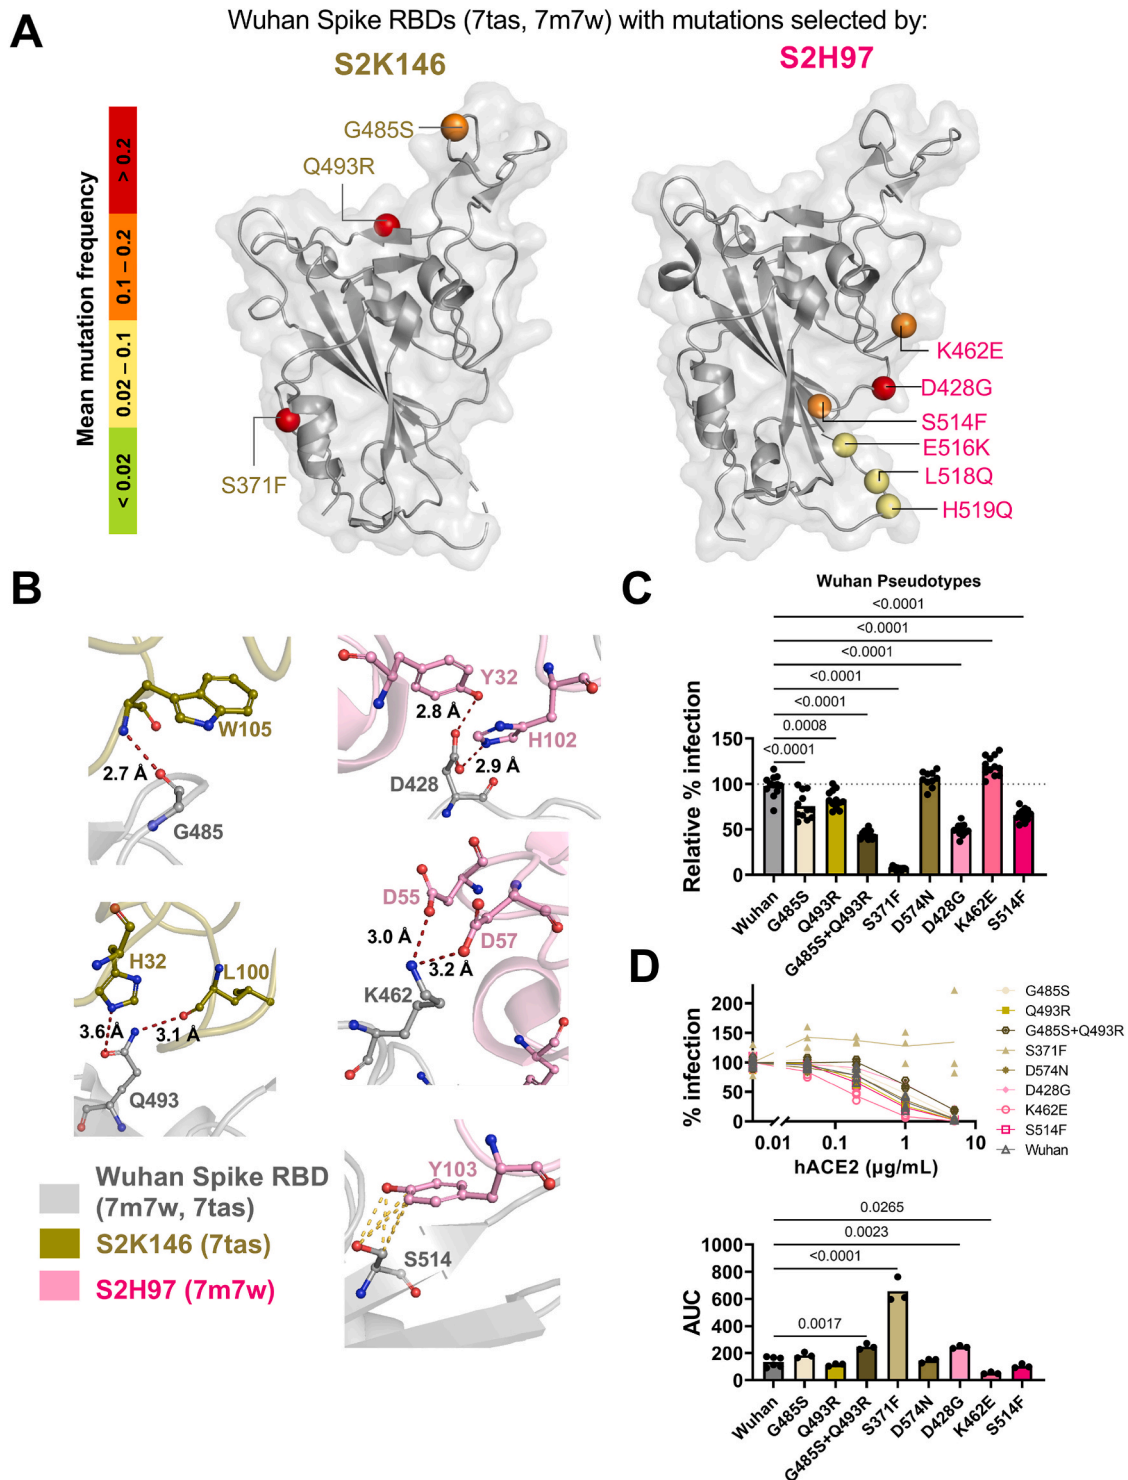 Wuhan Spike RBDs (7tas, 7m7w) with mutations selected by:
A
S2K146
S2H97
Mean mutation frequency
> 0.2
0.1 – 0.2
0.02 – 0.1
< 0.02
G485S
Q493R
S371F
K462E
D428G
S514F
E516K
L518Q
H519Q
B
W105
2.7 Å
G485
Y32
2.8 Å
H102
2.9 Å
D428
D55
D57
3.0 Å
3.2 Å
K462
H32
L100
3.6 Å
3.1 Å
Q493
Y103
S514
Wuhan Spike RBD
(7m7w, 7tas)
S2K146 (7tas)
S2H97 (7m7w)
C
Wuhan Pseudotypes
<0.0001
<0.0001
<0.0001
<0.0001
<0.0001
0.0008
<0.0001
Relative % infection
150
100
50
0
Wuhan
G485S
Q493R
G485S+Q493R
S371F
D574N
D428G
K462E
S514F
D
% infection
200
150
100
50
0
0.01
0.1
1
10
hACE2 (µg/mL)
G485S
Q493R
G485S+Q493R
S371F
D574N
D428G
K462E
S514F
Wuhan
0.0265
0.0023
<0.0001
0.0017
AUC
1000
800
600
400
200
0
Wuhan
G485S
Q493R
G485S+Q493R
S371F
D574N
D428G
K462E
S514F